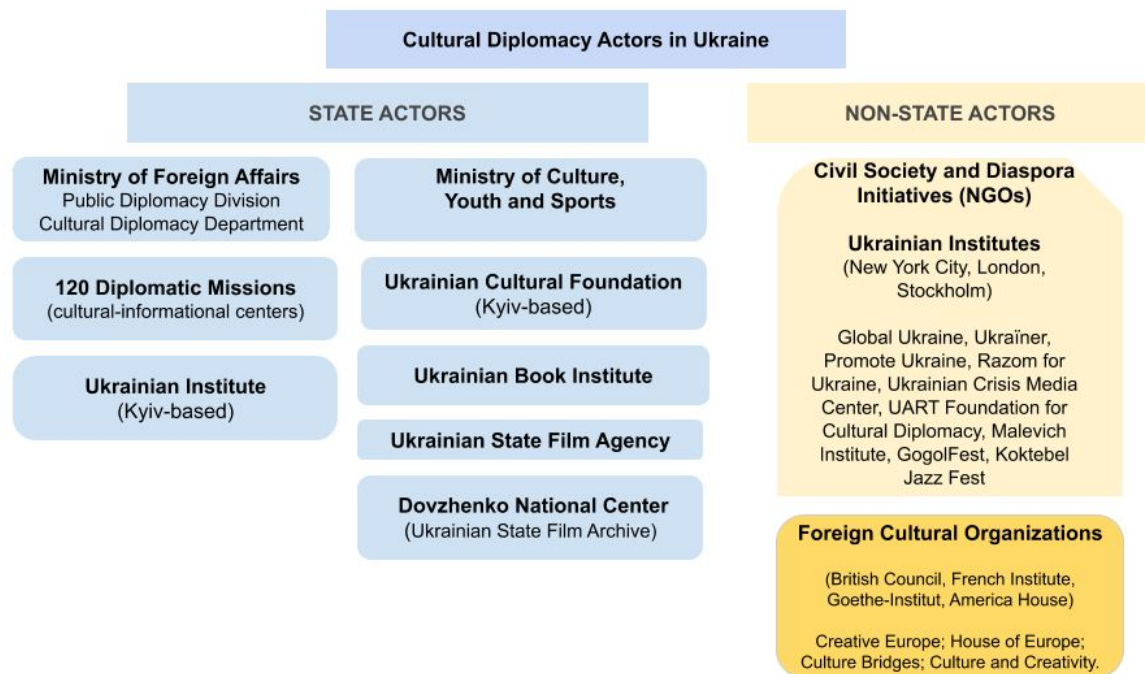 Cultural Diplomacy Actors in Ukraine
STATE ACTORS
Ministry of Foreign Affairs
Public Diplomacy Division
Cultural Diplomacy Department
120 Diplomatic Missions
(cultural-informational centers)
Ukrainian Institute
(Kyiv-based)
Ministry of Culture,
Youth and Sports
Ukrainian Cultural Foundation
(Kyiv-based)
Ukrainian Book Institute
Ukrainian State Film Agency
Dovzhenko National Center
(Ukrainian State Film Archive)
NON-STATE ACTORS
Civil Society and Diaspora
Initiatives (NGOs)
Ukrainian Institutes
(New York City, London,
Stockholm)
Global Ukraine, Ukraïner,
Promote Ukraine, Razom for
Ukraine, Ukrainian Crisis Media
Center, UART Foundation for
Cultural Diplomacy, Malevich
Institute, GogolFest, Koktebel
Jazz Fest
Foreign Cultural Organizations
(British Council, French Institute,
Goethe-Institut, America House)
Creative Europe; House of Europe;
Culture Bridges; Culture and Creativity.